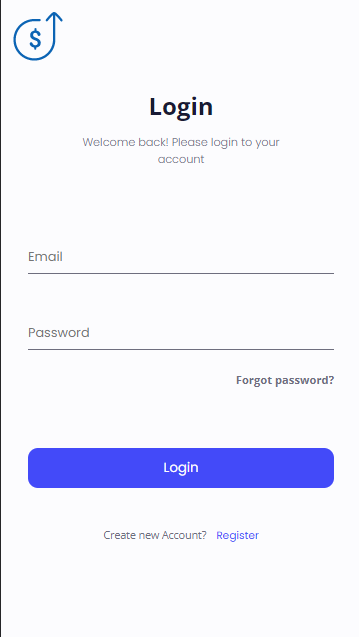 $
Login
Welcome back! Please login to your
account
Email
Password
Forgot password?
Login
Create new Account? Register